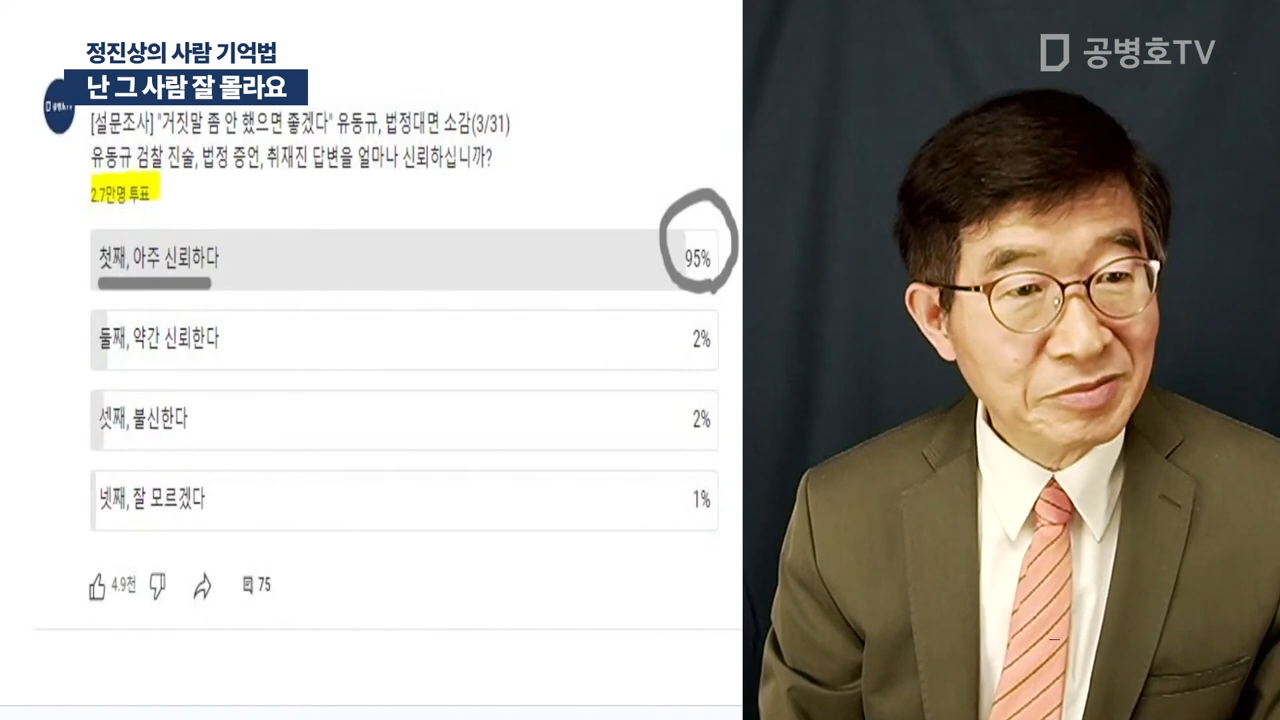 정진상의 사람 기억법
난 그 사람 잘 몰라요
공병호TV
공병호TV
[설문조사] "거짓말 좀 안 했으면 좋겠다" 유동규, 법정대면 소감(3/31)
유동규 검찰 진술, 법정 증언, 취재진 답변을 얼마나 신뢰하십니까?
2.7만명 투표
첫째, 아주 신뢰하다 95%
둘째, 약간 신뢰한다 2%
셋째, 불신한다 2%
넷째, 잘 모르겠다 1%
4.9천 75